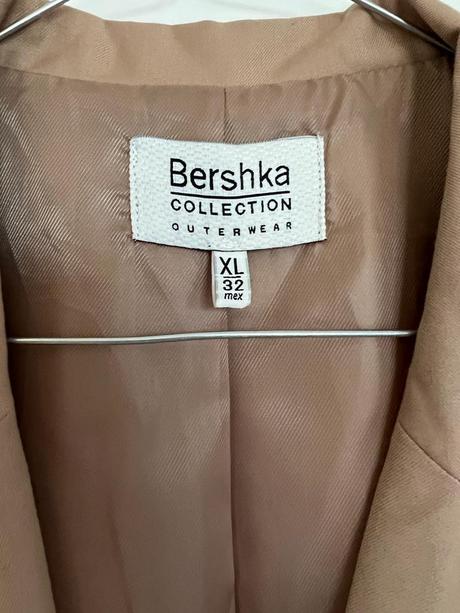 Bershka
COLLECTION
OUTERWEAR
XL
32
mex